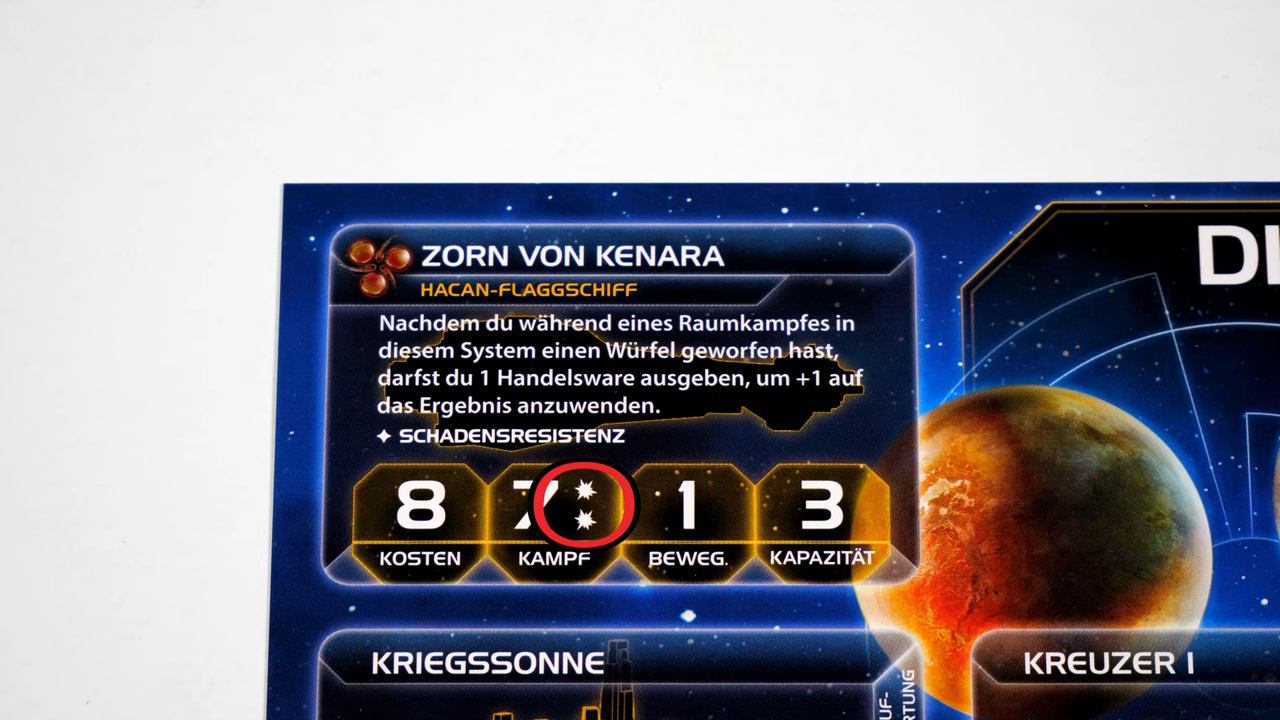 ZORN VON KENARA
HACAN-FLAGGSCHIFF
Nachdem du während eines Raumkampfes in
diesem System einen Würfel geworfen hast,
darfst du 1 Handelsware ausgeben, um +1 auf
das Ergebnis anzuwenden.
SCHADENSRESISTENZ
8 7 1 3
KOSTEN KAMPF BEWEG. KAPAZITÄT
DI
KRIEGSSONNE
KREUZER I